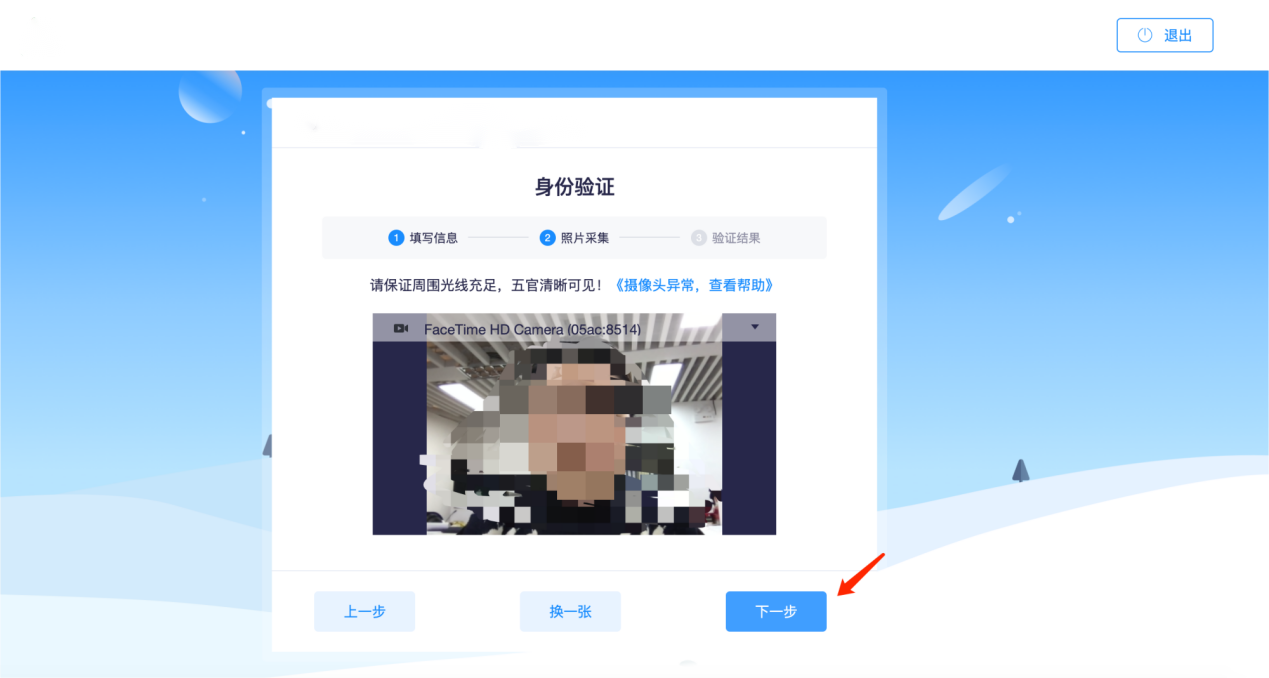 退出
身份验证
1 填写信息 2 照片采集 3 验证结果
请保证周围光线充足，五官清晰可见！《摄像头异常，查看帮助》
FaceTime HD Camera (05ac:8514)
上一步 换一张 下一步